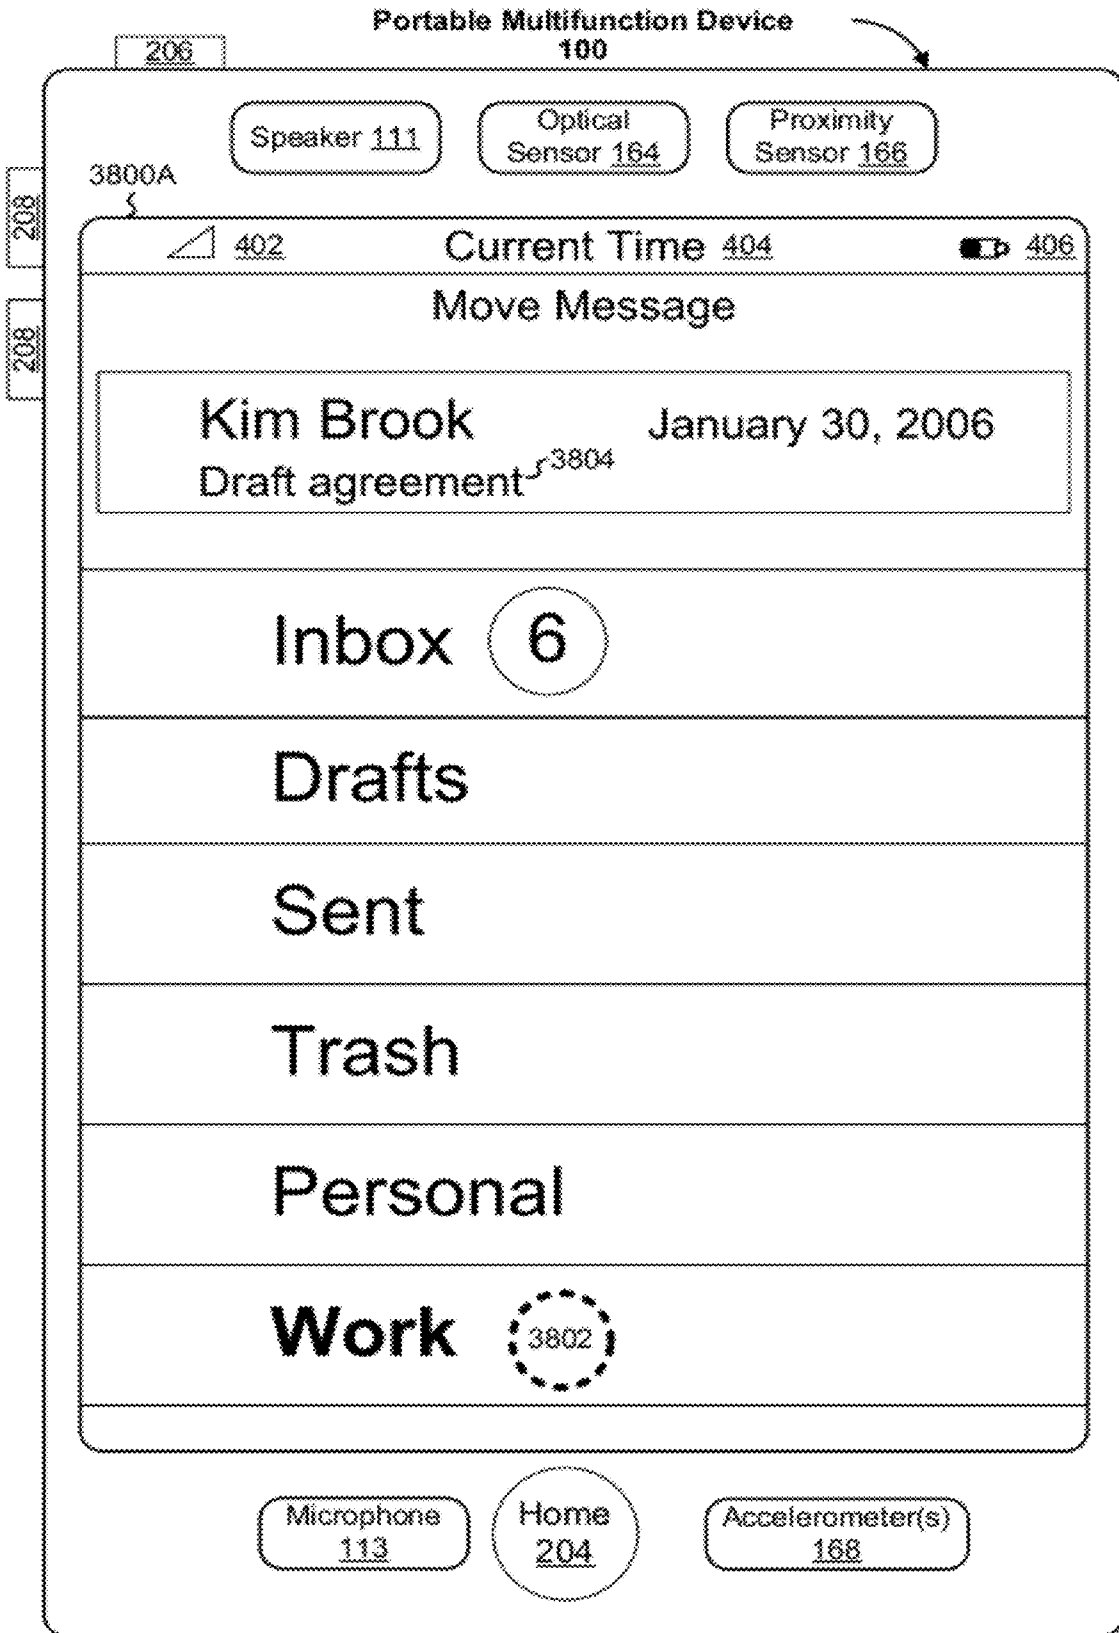 Portable Multifunction Device
100
206
Speaker 111
Optical
Sensor 164
Proximity
Sensor 166
3800A
208
208
402 Current Time 404 406
Move Message
Kim Brook January 30, 2006
Draft agreement 3804
Inbox 6
Drafts
Sent
Trash
Personal
Work 3802
Microphone
113
Home
204
Accelerometer(s)
168